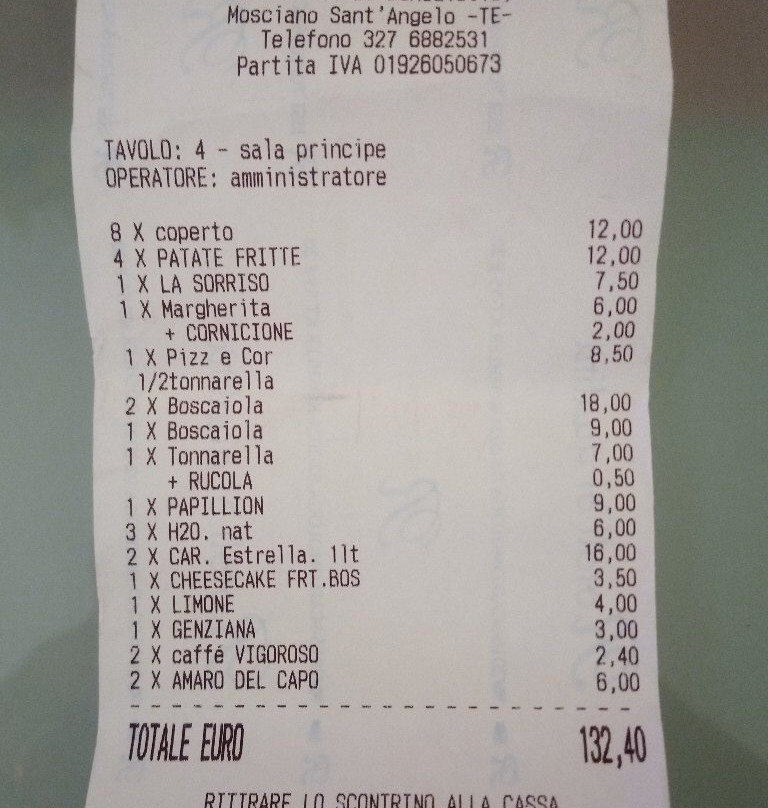 Mosciano Sant'Angelo -TE-
Telefono 327 6882531
Partita IVA 01926050673
TAVOLO: 4 - sala principe
OPERATORE: amministratore
8 X coperto 12,00
4 X PATATE FRITTE 12,00
1 X LA SORRISO 7,50
1 X Margherita 6,00
+ CORNICIONE 2,00
1 X Pizz e Cor 8,50
1/2tonnarella
2 X Boscaiola 18,00
1 X Boscaiola 9,00
1 X Tonnarella 7,00
+ RUCOLA 0,50
1 X PAPILLION 9,00
3 X H2O. nat 6,00
2 X CAR. Estrella. 1lt 16,00
1 X CHEESECAKE FRT.BOS 3,50
1 X LIMONE 4,00
1 X GENZIANA 3,00
2 X caffé VIGOROSO 2,40
2 X AMARO DEL CAPO 6,00
TOTALE EURO 132,40
RITIRARE LO SCONTRINO ALLA CASSA